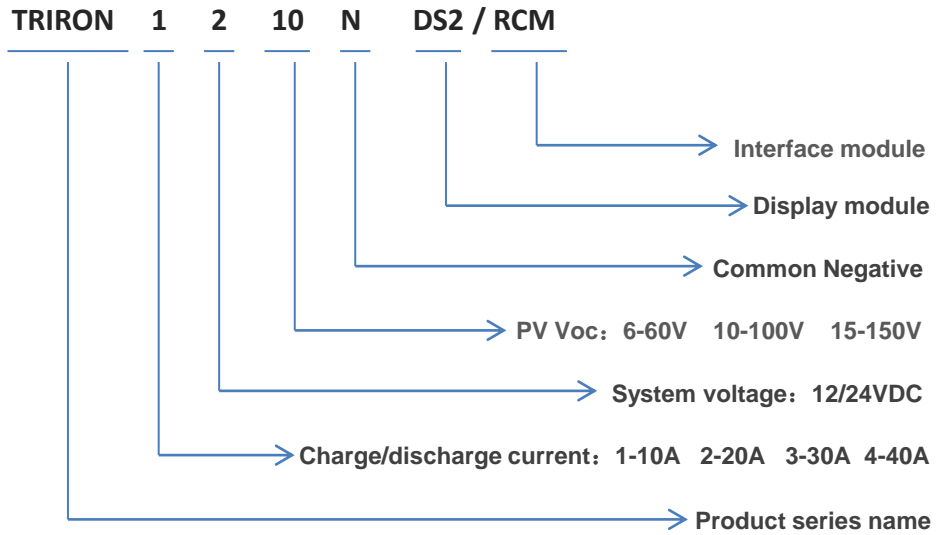 TRIRON 1 2 10 N DS2 / RCM
Interface module
Display module
Common Negative
PV Voc：6-60V 10-100V 15-150V
System voltage：12/24VDC
Charge/discharge current：1-10A 2-20A 3-30A 4-40A
Product series name